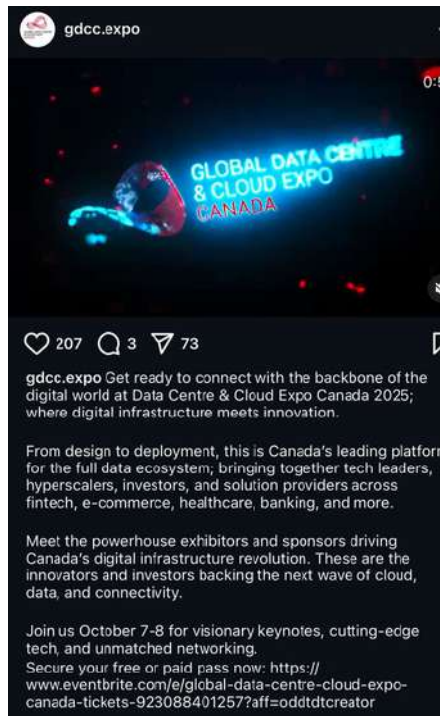 gdcc.expo
GLOBAL DATA CENTRE
& CLOUD EXPO
CANADA
207 3 73
gdcc.expo Get ready to connect with the backbone of the
digital world at Data Centre & Cloud Expo Canada 2025;
where digital infrastructure meets innovation.
From design to deployment, this is Canada's leading platform
for the full data ecosystem; bringing together tech leaders,
hyperscalers, investors, and solution providers across
fintech, e-commerce, healthcare, banking, and more.
Meet the powerhouse exhibitors and sponsors driving
Canada's digital infrastructure revolution. These are the
innovators and investors backing the next wave of cloud,
data, and connectivity.
Join us October 7-8 for visionary keynotes, cutting-edge
tech, and unmatched networking.
Secure your free or paid pass now: https://
www.eventbrite.com/e/global-data-centre-cloud-expo-
canada-tickets-923088401257?aff=oddtdtcreator